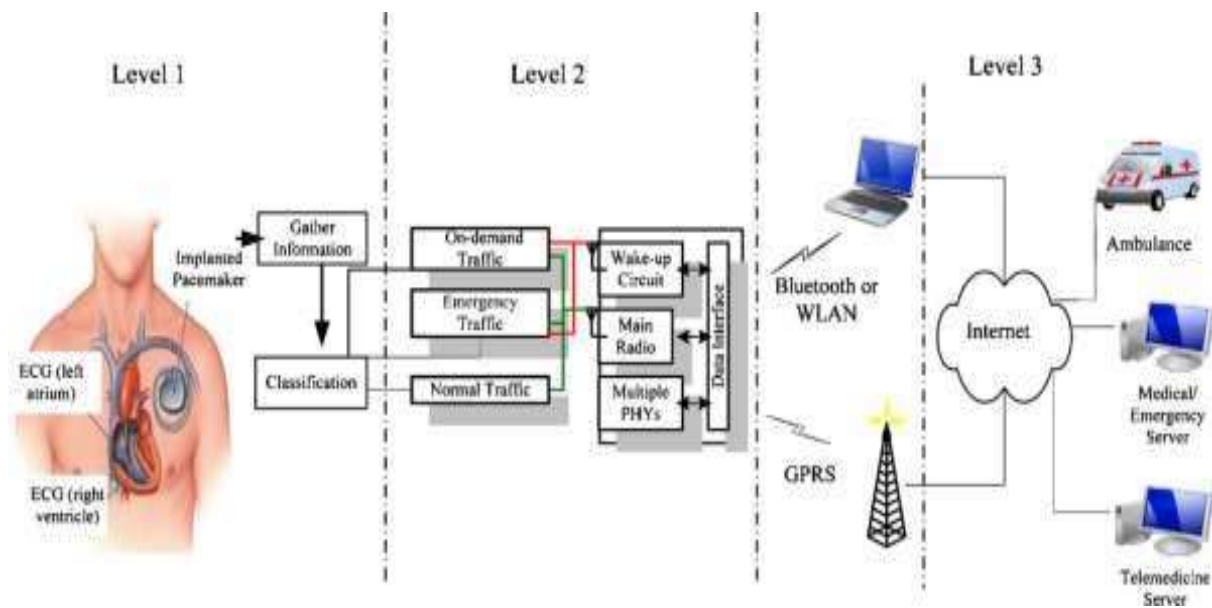 Level 1
Level 2
Level 3
Implanted
Pacemaker
Gather
Information
ECG (left
atrium)
ECG (right
ventricle)
Classification
On-demand
Traffic
Emergency
Traffic
Normal Traffic
Wake-up
Circuit
Main
Radio
Multiple
PHYs
Data Interface
Bluetooth or
WLAN
GPRS
Internet
Ambulance
Medical/
Emergency
Server
Telemedicine
Server